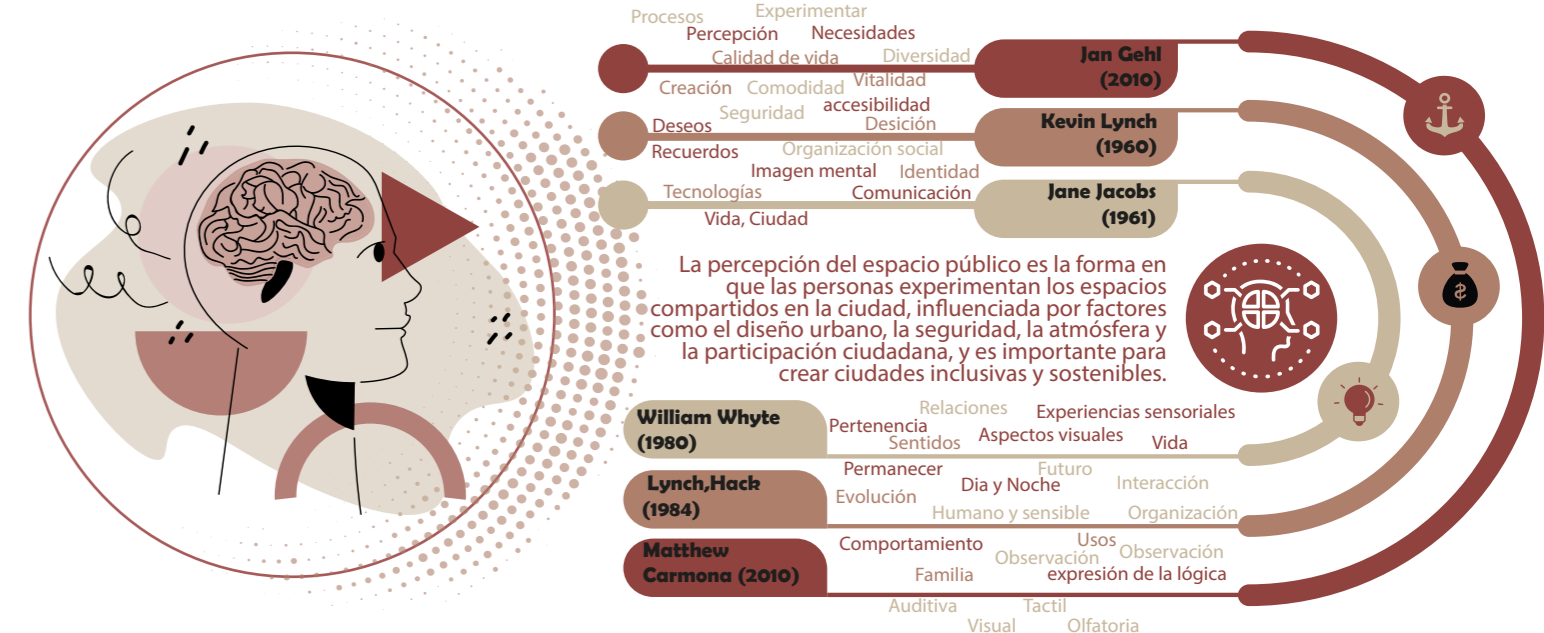 Procesos
Experimentar
Percepción
Necesidades
Calidad de vida
Diversidad
Jan Gehl
(2010)
Creación
Comodidad
Vitalidad
Seguridad
accesibilidad
Deseos
Desición
Kevin Lynch
(1960)
Recuerdos
Organización social
Imagen mental
Identidad
Tecnologías
Comunicación
Jane Jacobs
(1961)
Vida, Ciudad
La percepción del espacio público es la forma en
que las personas experimentan los espacios
compartidos en la ciudad, influenciada por factores
como el diseño urbano, la seguridad, la atmósfera y
la participación ciudadana, y es importante para
crear ciudades inclusivas y sostenibles.
William Whyte
(1980)
Relaciones
Experiencias sensoriales
Pertenencia
Sentidos
Aspectos visuales
Vida
Permanecer
Futuro
Lynch,Hack
(1984)
Dia y Noche
Interacción
Evolución
Humano y sensible
Organización
Matthew
Carmona (2010)
Comportamiento
Usos
Observación
Observación
Familia
expresión de la lógica
Auditiva
Tactil
Visual
Olfatoria